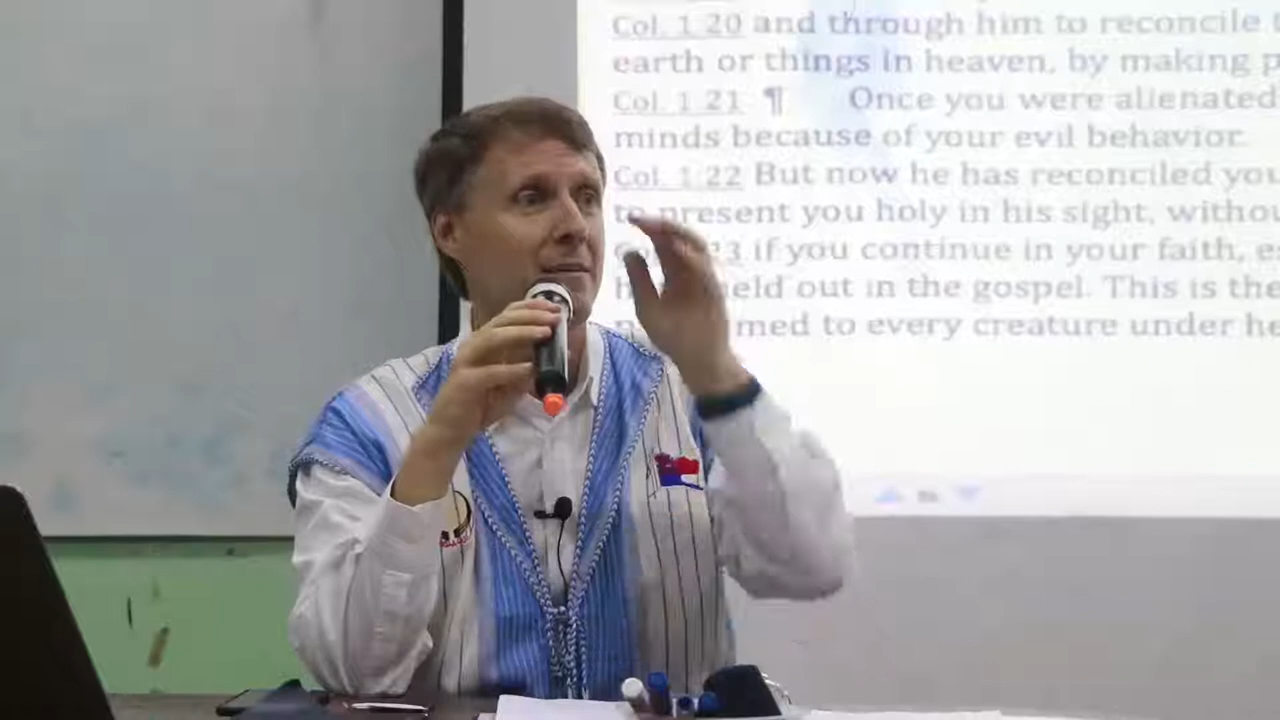 Col. 1:20 and through him to reconcile
earth or things in heaven, by making
Col. 1:21 ¶ Once you were alienated
minds because of your evil behavior.
Col. 1:22 But now he has reconciled you
to present you holy in his sight,
if you continue in your faith,
held out in the gospel. This is the
to every creature under